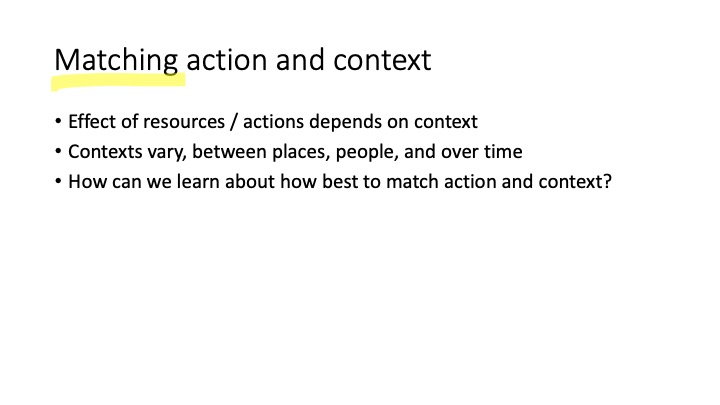 Matching action and context
• Effect of resources / actions depends on context
• Contexts vary, between places, people, and over time
• How can we learn about how best to match action and context?